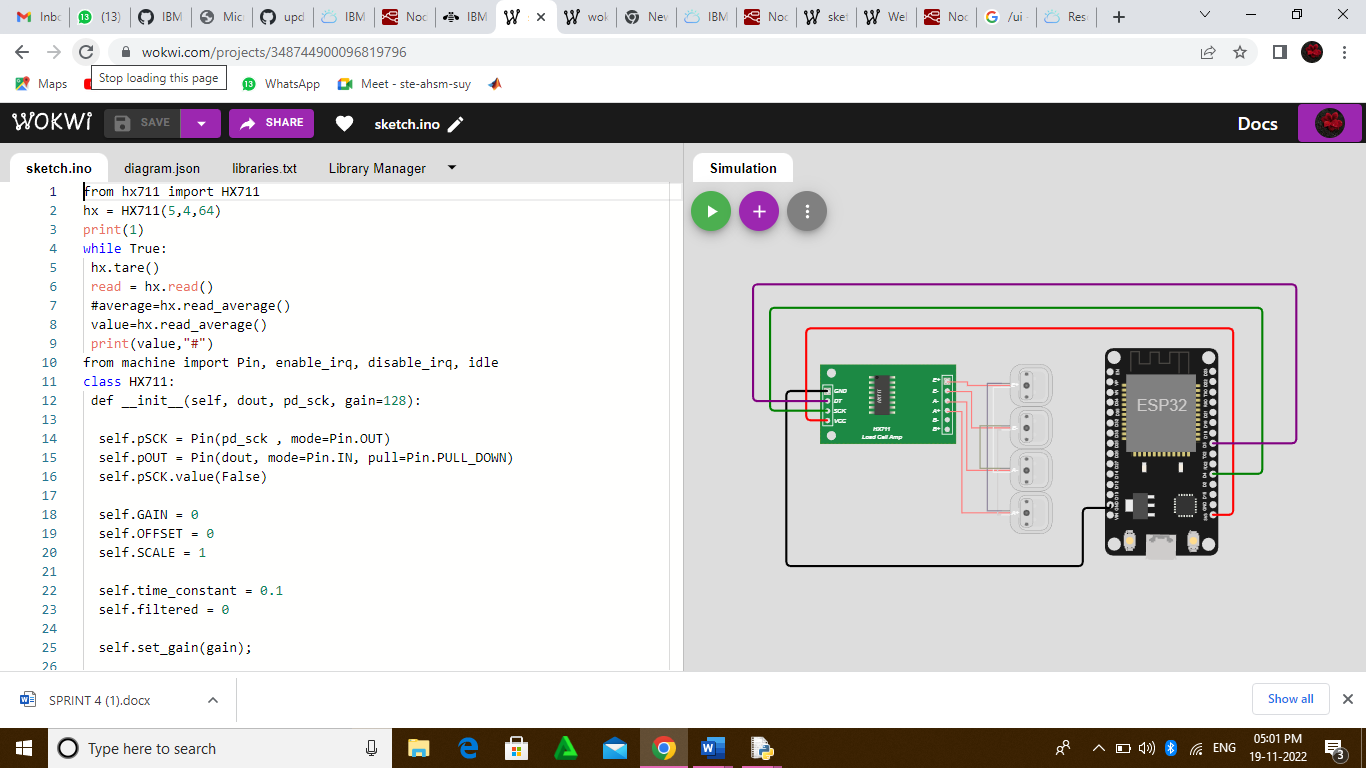 Inbo
(13)
IBM
Mic
upd
IBM
Noc
IBM
s
wok
Nev
IBM
Noc
sket
Wel
Noc
/ui -
Res
wokwi.com/projects/348744900096819796
Maps
Stop loading this page
WhatsApp
Meet - ste-ahsm-suy
WOKWI
SAVE
SHARE
sketch.ino
Docs
sketch.ino
diagram.json
libraries.txt
Library Manager
Simulation
1 from hx711 import HX711
2 hx = HX711(5,4,64)
3 print(1)
4 while True:
5 hx.tare()
6 read = hx.read()
7 #average=hx.read_average()
8 value=hx.read_average()
9 print(value,"#")
10 from machine import Pin, enable_irq, disable_irq, idle
11 class HX711:
12 def __init__(self, dout, pd_sck, gain=128):
13
14 self.pSCK = Pin(pd_sck , mode=Pin.OUT)
15 self.pOUT = Pin(dout, mode=Pin.IN, pull=Pin.PULL_DOWN)
16 self.pSCK.value(False)
17
18 self.GAIN = 0
19 self.OFFSET = 0
20 self.SCALE = 1
21
22 self.time_constant = 0.1
23 self.filtered = 0
24
25 self.set_gain(gain);
26
GND
DT
SCK
VCC
E+
E-
A-
A+
B-
B+
HX711
Load Cell Amp
ESP32
SPRINT 4 (1).docx
Show all
Type here to search
ENG
05:01 PM
19-11-2022
3